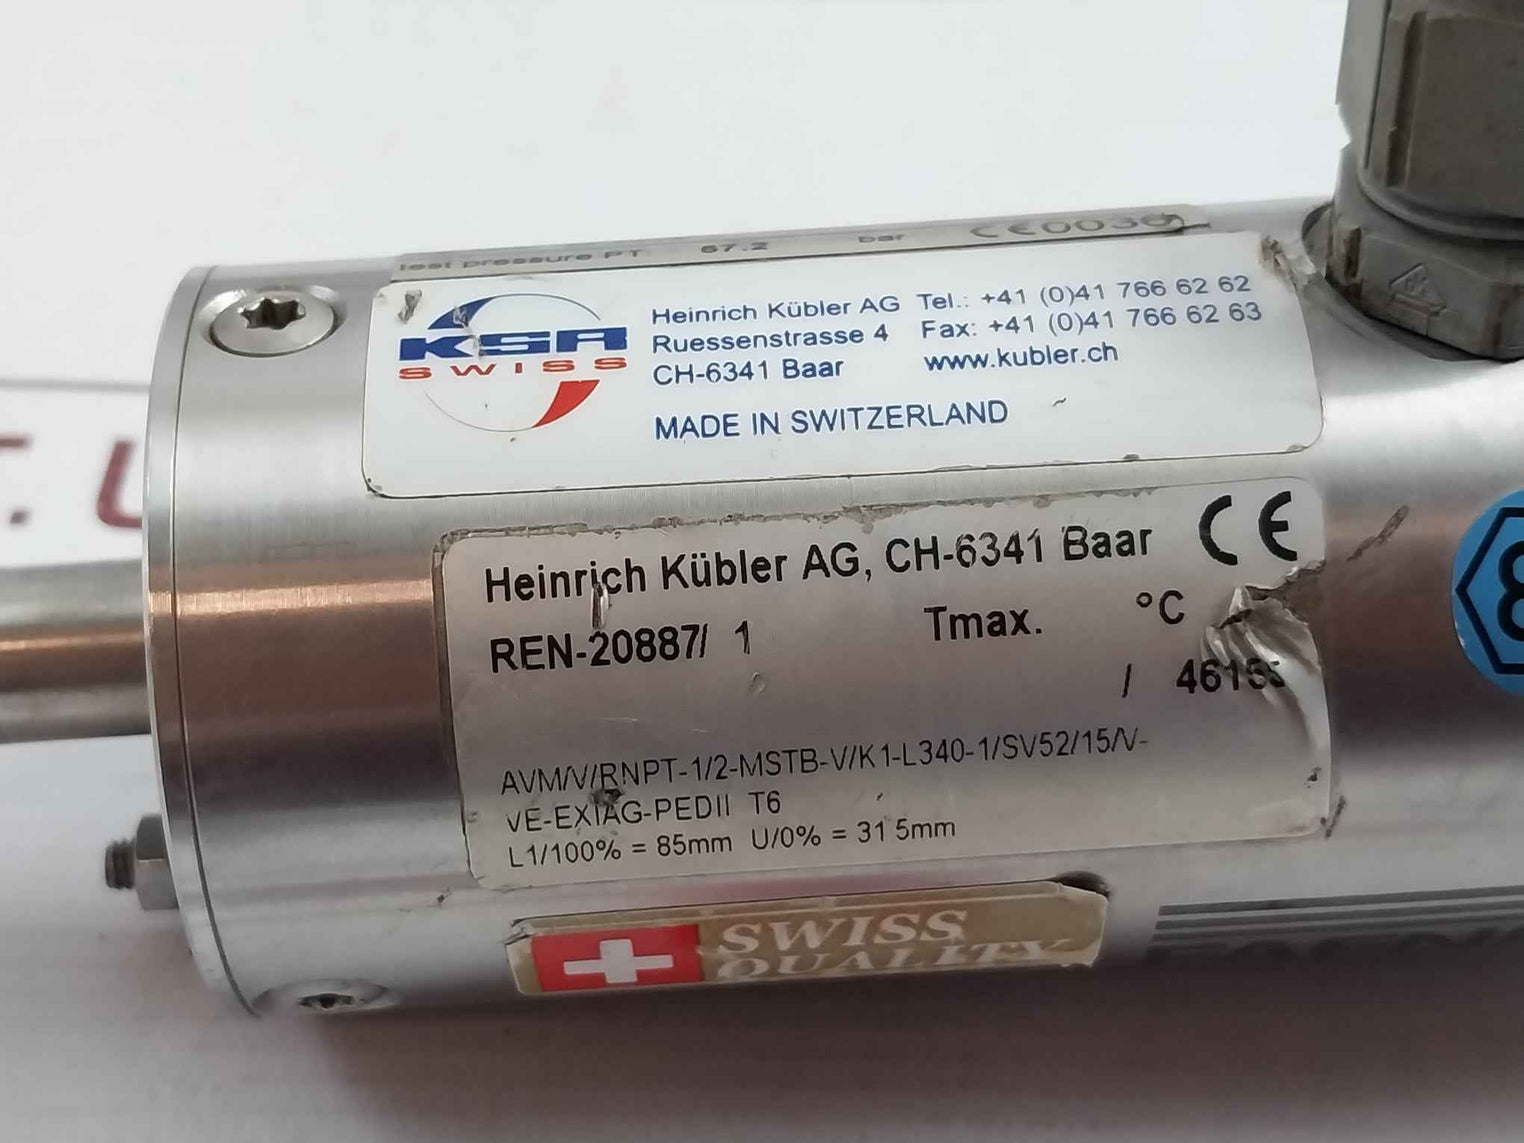 test pressure PT: 67.2 bar CE0036
KSR
SWISS
Heinrich Kübler AG Tel.: +41 (0)41 766 62 62
Ruessenstrasse 4 Fax: +41 (0)41 766 62 63
CH-6341 Baar www.kubler.ch
MADE IN SWITZERLAND
Heinrich Kübler AG, CH-6341 Baar CE
REN-20887/ 1 Tmax. °C
/
AVM/V/RNPT-1/2-MSTB-V/K1-L340-1/SV52/15/V-
VE-EXIAG-PEDII T6
L1/100% = 85mm U/0% = 31 5mm
SWISS
QUALITY
8